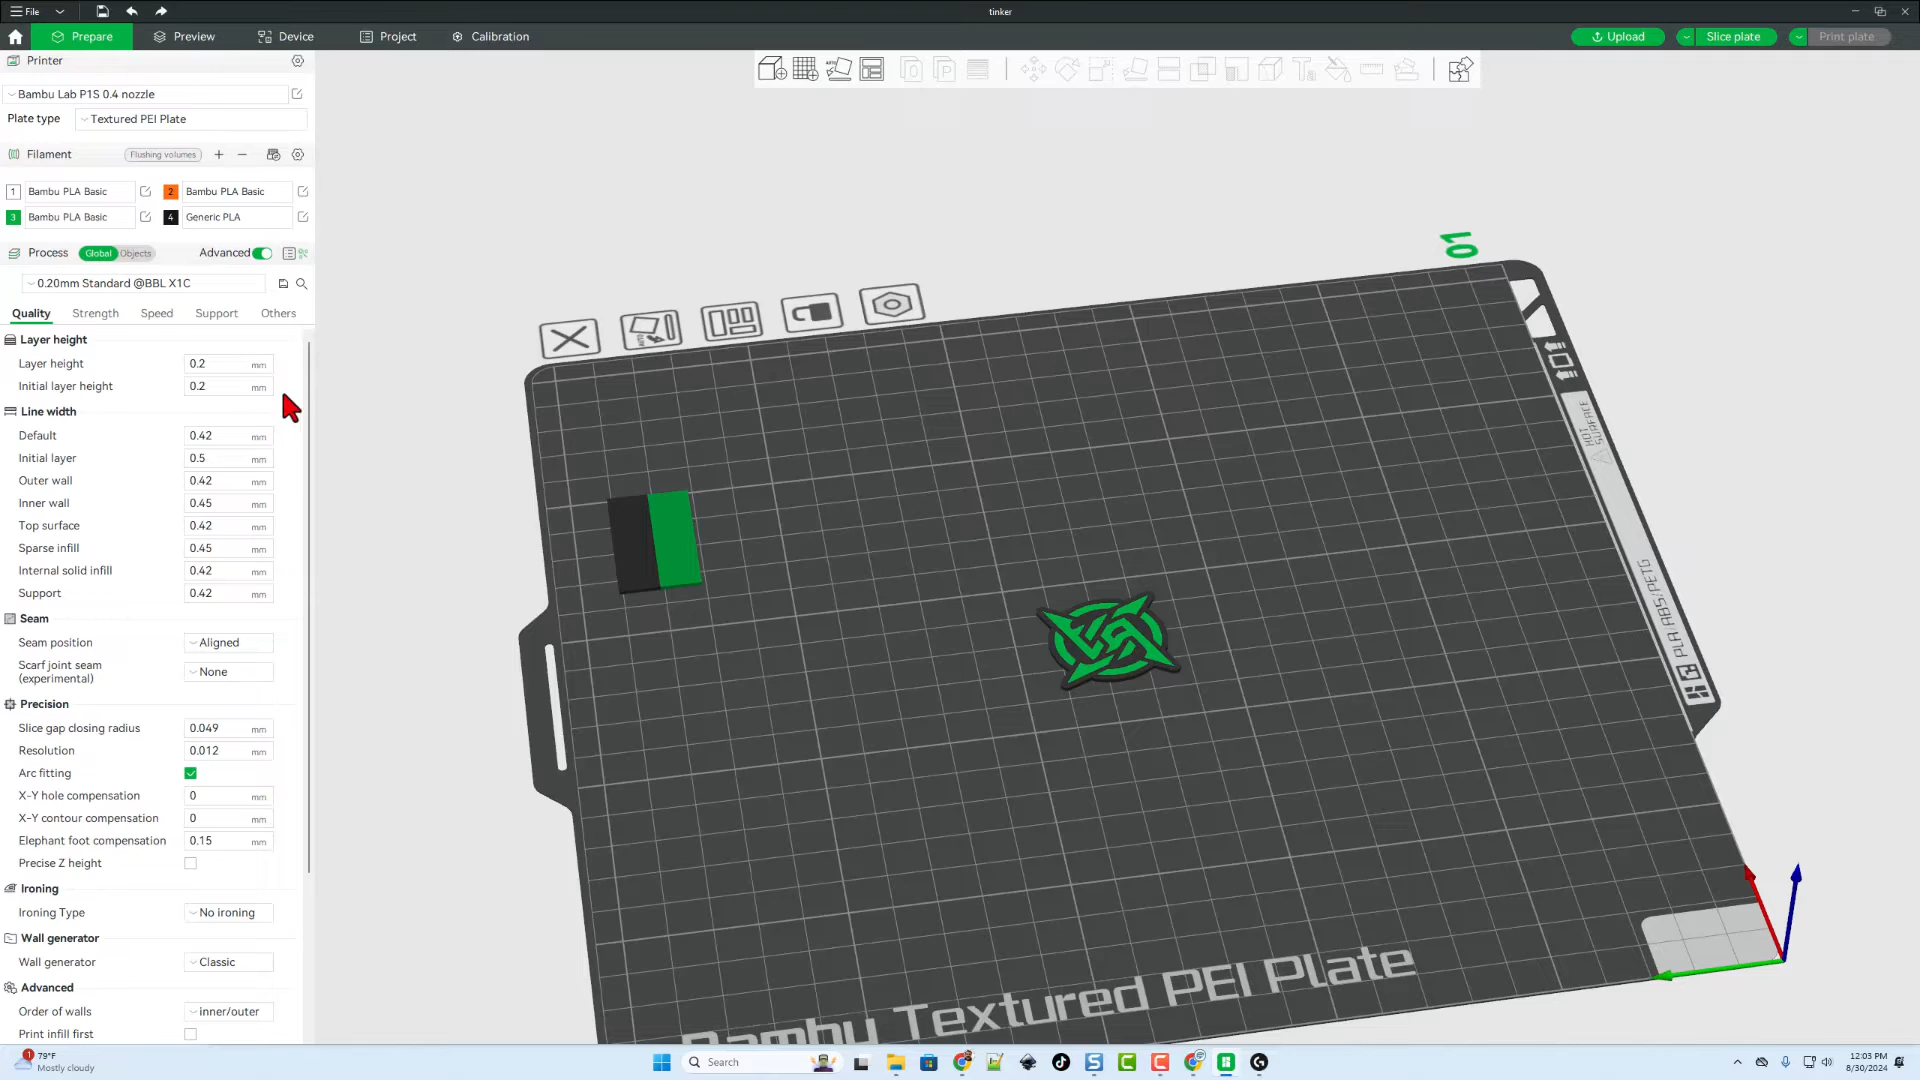 File
tinker
Prepare
Preview
Device
Project
Calibration
Upload
Slice plate
Print plate
Printer
Bambu Lab P1S 0.4 nozzle
Plate type
Textured PEI Plate
Filament
Flushing volumes
1 Bambu PLA Basic
2 Bambu PLA Basic
3 Bambu PLA Basic
4 Generic PLA
Process
Global
Objects
Advanced
0.20mm Standard @BBL X1C
Quality
Strength
Speed
Support
Others
Layer height
Layer height 0.2 mm
Initial layer height 0.2 mm
Line width
Default 0.42 mm
Initial layer 0.5 mm
Outer wall 0.42 mm
Inner wall 0.45 mm
Top surface 0.42 mm
Sparse infill 0.45 mm
Internal solid infill 0.42 mm
Support 0.42 mm
Seam
Seam position Aligned
Scarf joint seam
(experimental) None
Precision
Slice gap closing radius 0.049 mm
Resolution 0.012 mm
Arc fitting
X-Y hole compensation 0 mm
X-Y contour compensation 0 mm
Elephant foot compensation 0.15 mm
Precise Z height
Ironing
Ironing Type No ironing
Wall generator
Wall generator Classic
Advanced
Order of walls inner/outer
Print infill first
01
AUTO
HOT
SURFACE
PLA/ABS/PETG
Bambu Textured PEI Plate
1
79°F
Mostly cloudy
Search
12:03 PM
8/30/2024